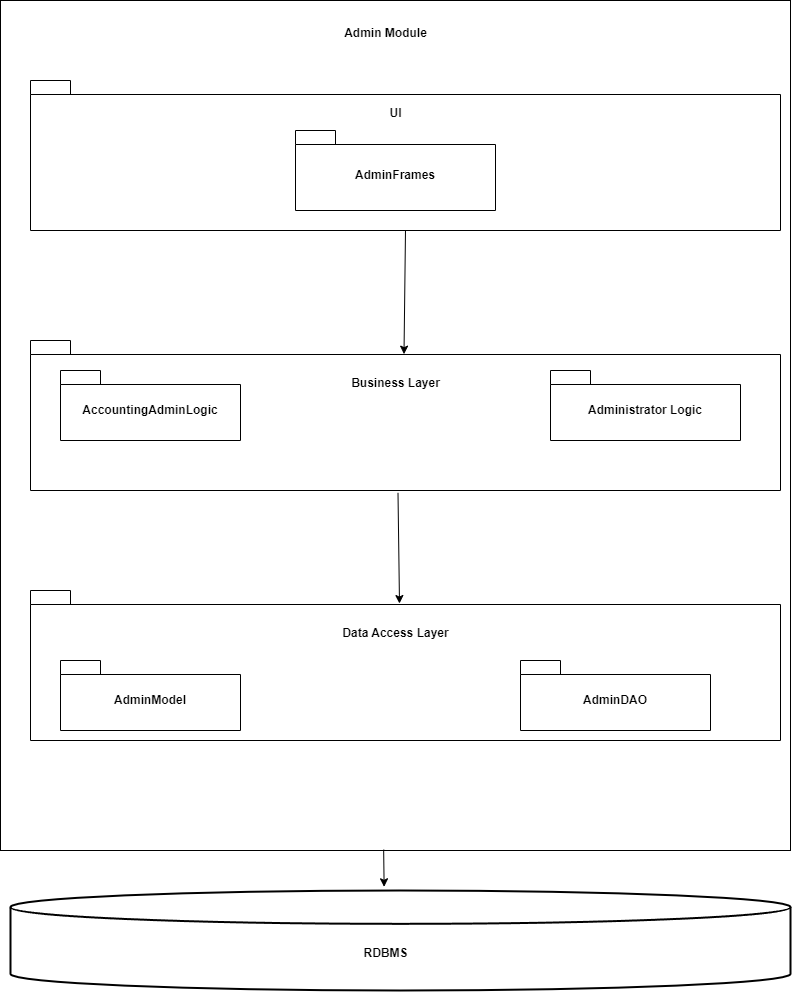 Admin Module
UI
AdminFrames
Business Layer
AccountingAdminLogic
Administrator Logic
Data Access Layer
AdminModel
AdminDAO
RDBMS